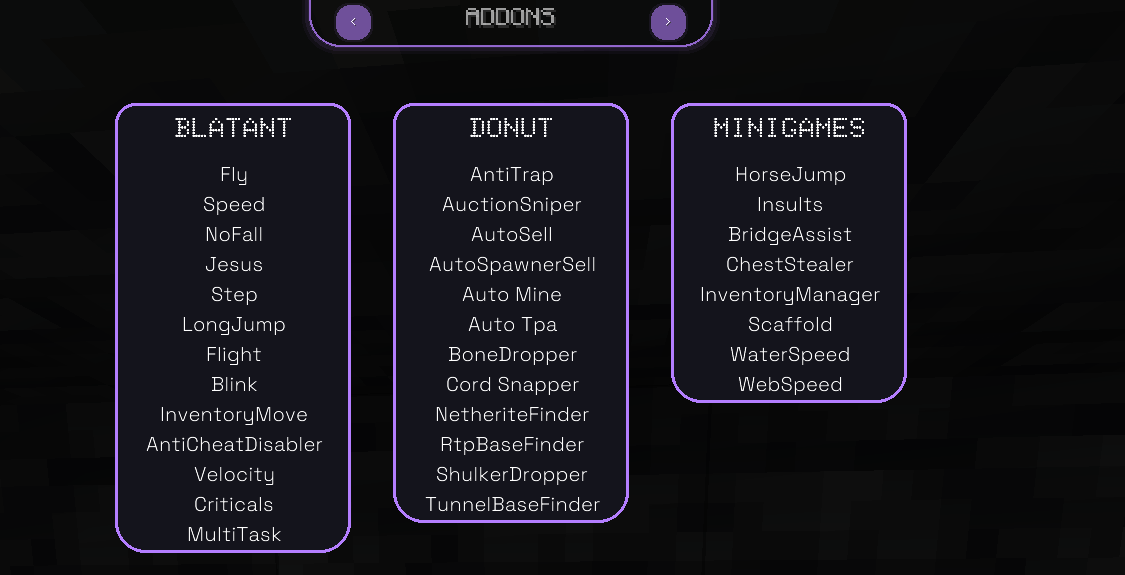 ‹ ADDONS ›
BLATANT
Fly
Speed
NoFall
Jesus
Step
LongJump
Flight
Blink
InventoryMove
AntiCheatDisabler
Velocity
Criticals
MultiTask
DONUT
AntiTrap
AuctionSniper
AutoSell
AutoSpawnerSell
Auto Mine
Auto Tpa
BoneDropper
Cord Snapper
NetheriteFinder
RtpBaseFinder
ShulkerDropper
TunnelBaseFinder
MINIGAMES
HorseJump
Insults
BridgeAssist
ChestStealer
InventoryManager
Scaffold
WaterSpeed
WebSpeed